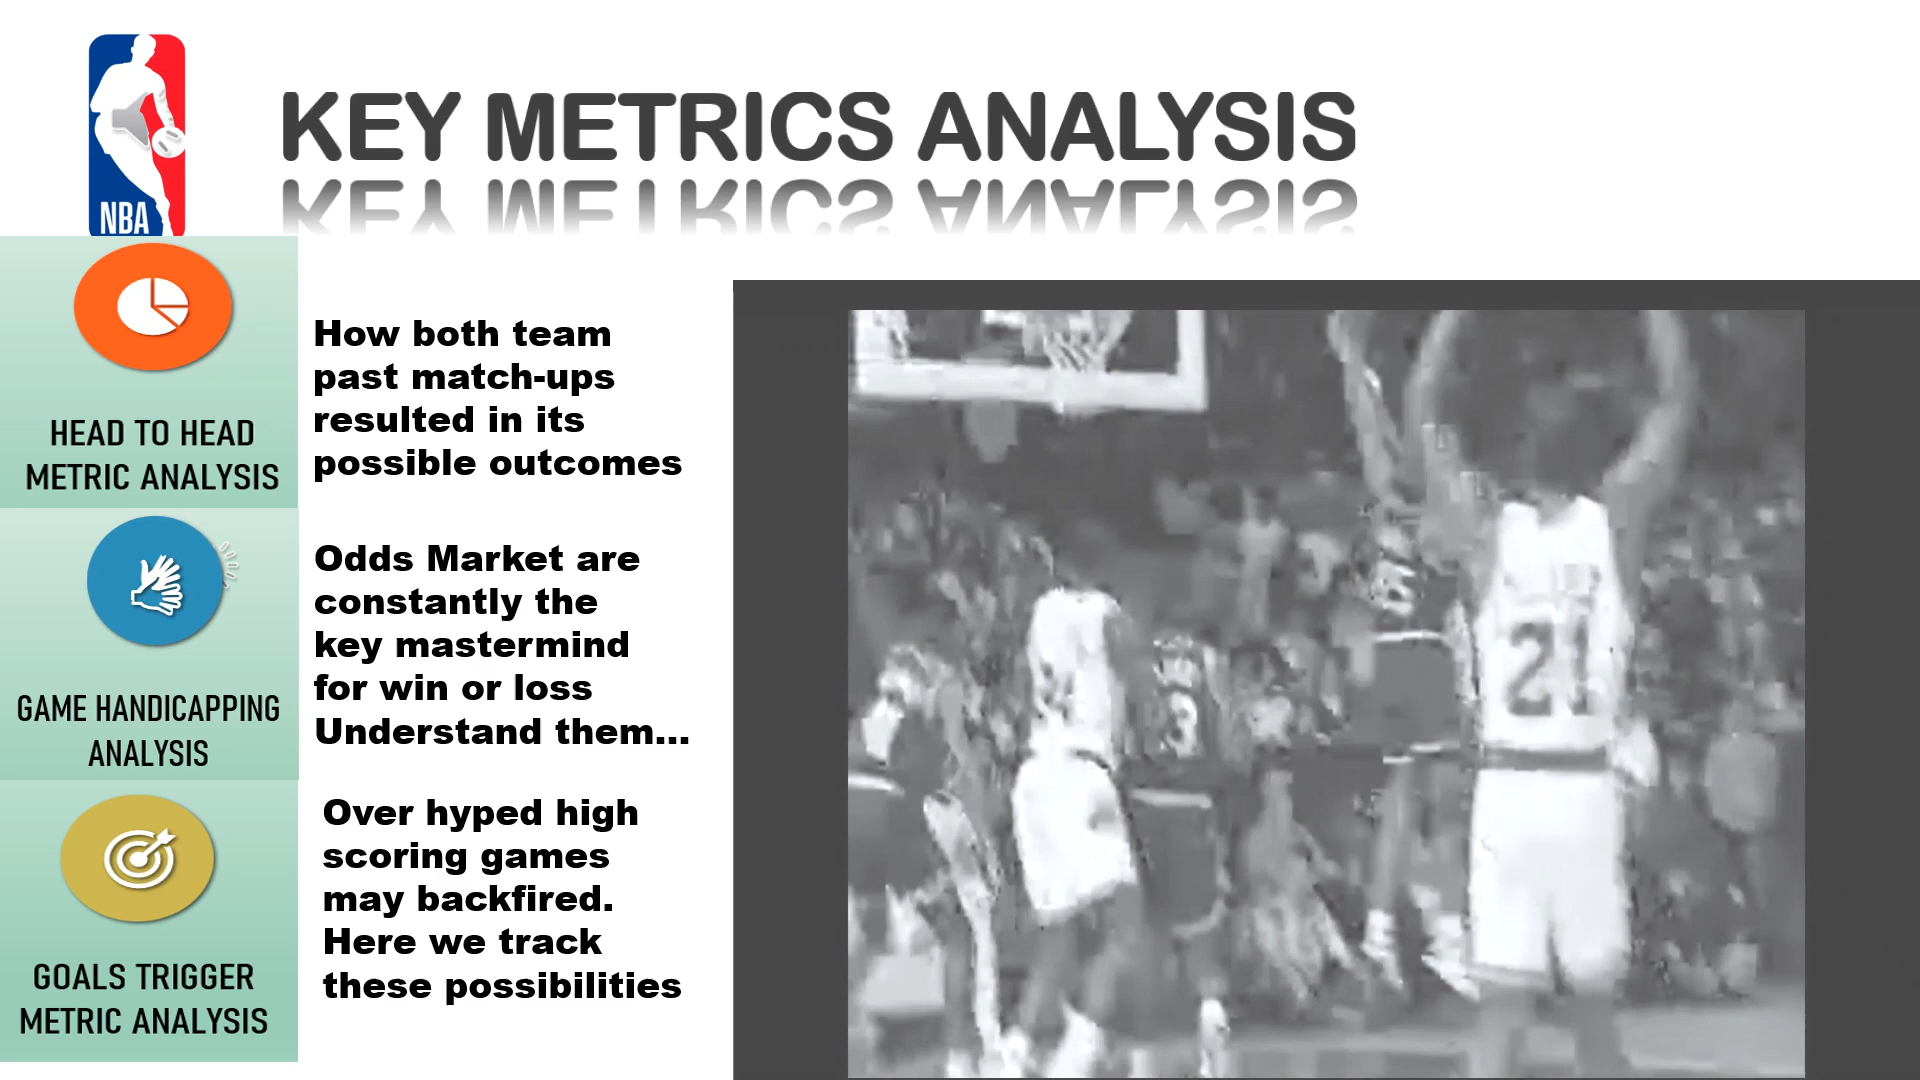 NBA
KEY METRICS ANALYSIS
HEAD TO HEAD
METRIC ANALYSIS
How both team
past match-ups
resulted in its
possible outcomes
GAME HANDICAPPING
ANALYSIS
Odds Market are
constantly the
key mastermind
for win or loss
Understand them...
GOALS TRIGGER
METRIC ANALYSIS
Over hyped high
scoring games
may backfired.
Here we track
these possibilities
3
21